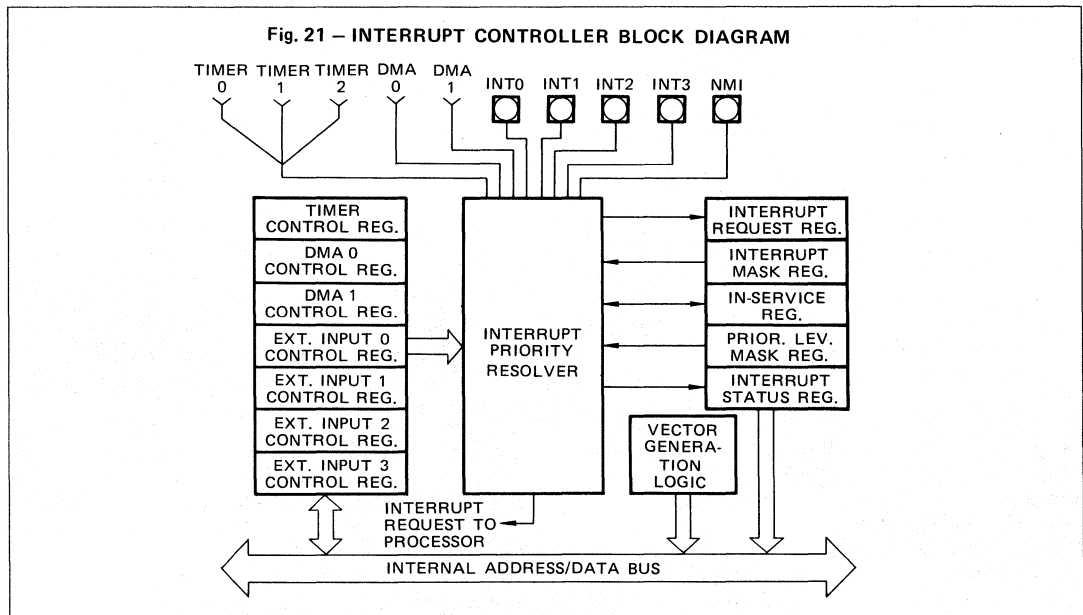 Fig. 21 – INTERRUPT CONTROLLER BLOCK DIAGRAM
TIMER 0
TIMER 1
TIMER 2
DMA 0
DMA 1
INT0
INT1
INT2
INT3
NMI
TIMER
CONTROL REG.
DMA 0
CONTROL REG.
DMA 1
CONTROL REG.
EXT. INPUT 0
CONTROL REG.
EXT. INPUT 1
CONTROL REG.
EXT. INPUT 2
CONTROL REG.
EXT. INPUT 3
CONTROL REG.
INTERRUPT
PRIORITY
RESOLVER
INTERRUPT
REQUEST REG.
INTERRUPT
MASK REG.
IN-SERVICE
REG.
PRIOR. LEV.
MASK REG.
INTERRUPT
STATUS REG.
VECTOR
GENERA-
TION
LOGIC
INTERRUPT
REQUEST TO
PROCESSOR
INTERNAL ADDRESS/DATA BUS